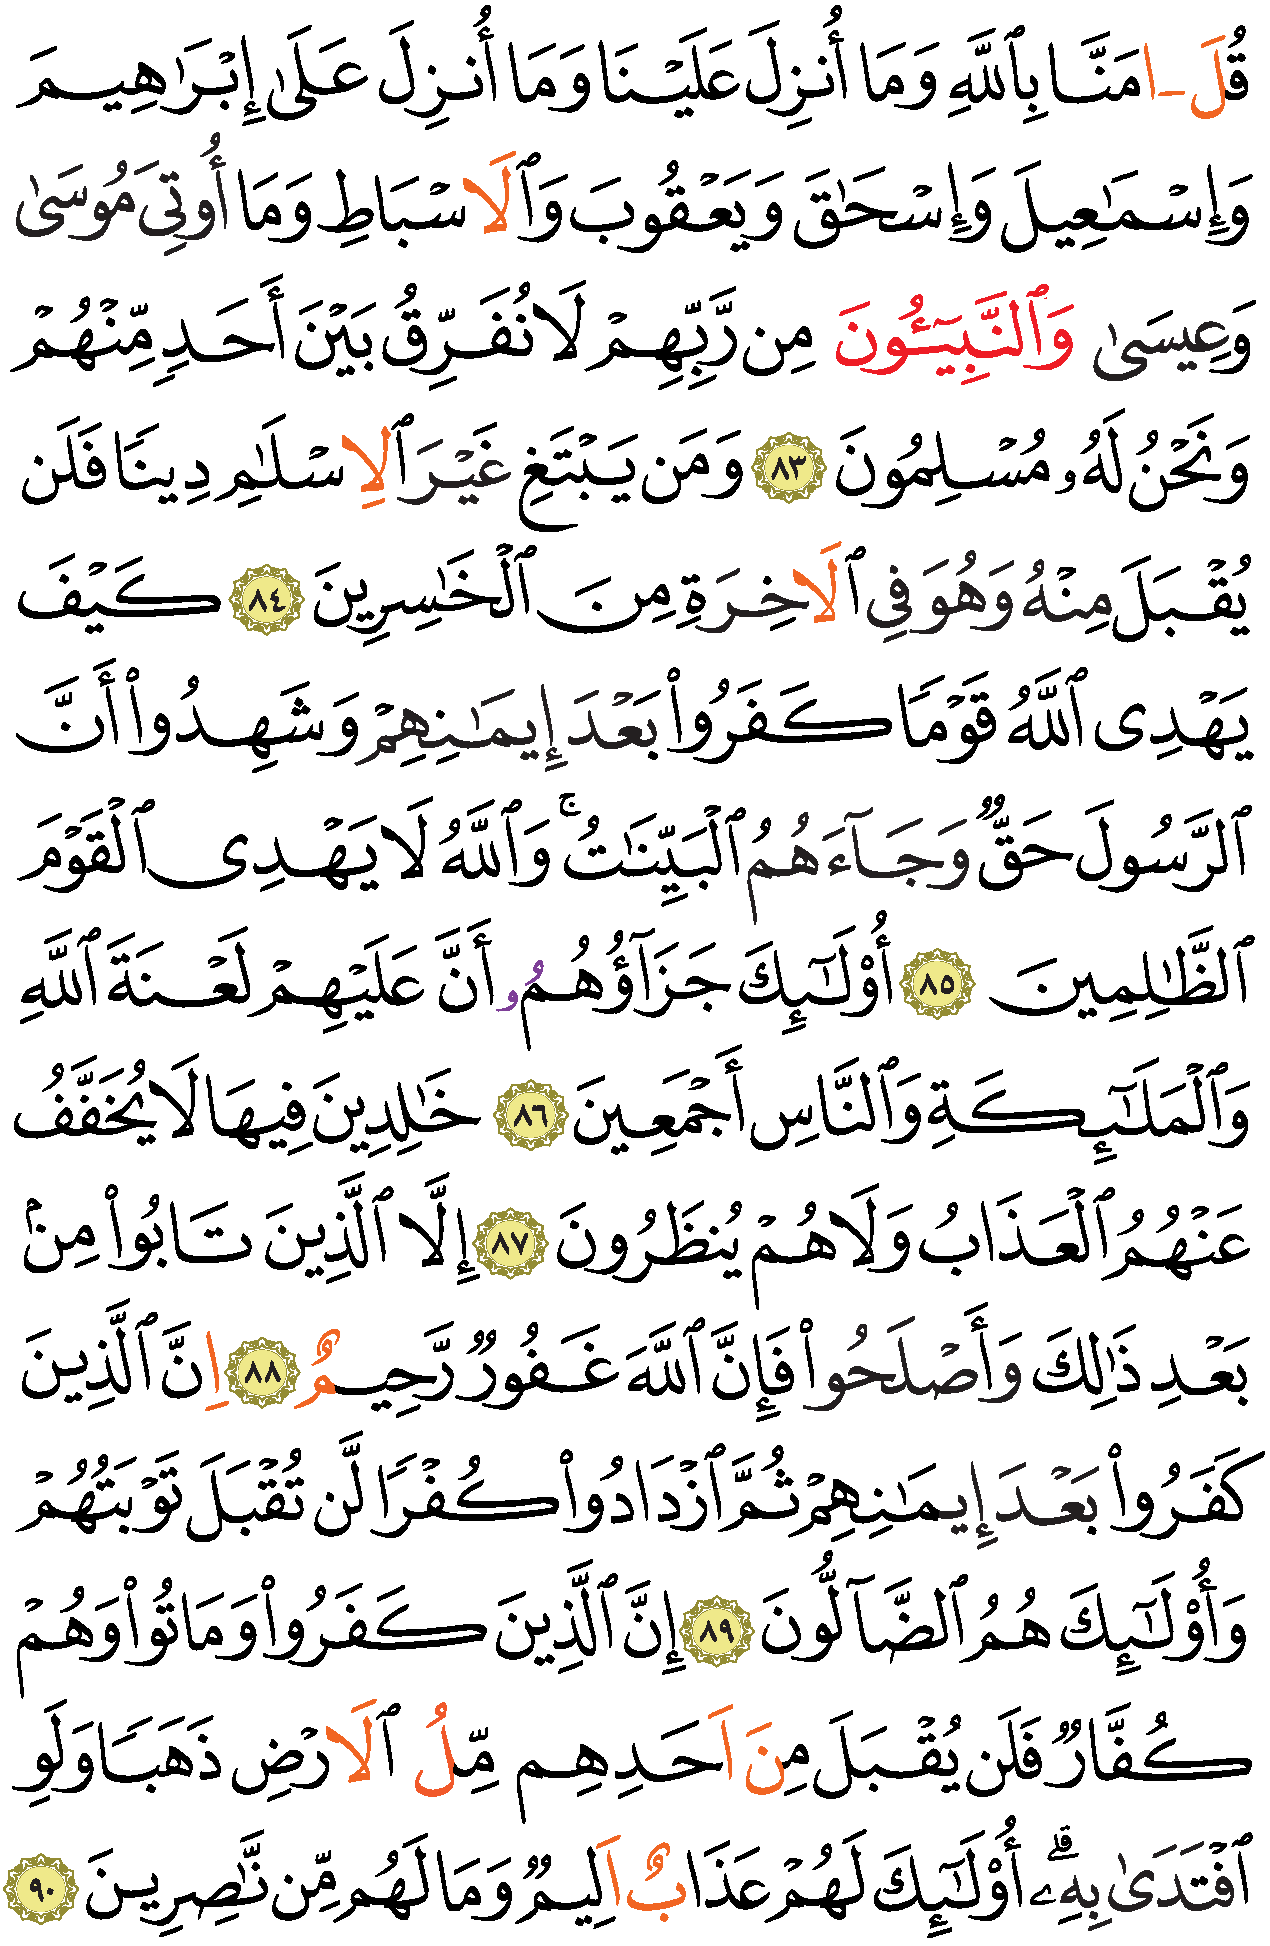 قُلَ ـ ا مَنَّا بِٱللَّهِ وَمَا أُنزِلَ عَلَيْنَا وَمَا أُنزِلَ عَلَىٰ إِبْرَٰهِيمَ
وَإِسْمَٰعِيلَ وَإِسْحَٰقَ وَيَعْقُوبَ وَٱلَاسْبَاطِ وَمَا أُوتِيَ مُوسَىٰ
وَعِيسَىٰ وَٱلنَّبِيٓـُٔونَ مِن رَّبِّهِمْ لَا نُفَرِّقُ بَيْنَ أَحَدٍ مِّنْهُمْ
وَنَحْنُ لَهُۥ مُسْلِمُونَ ٨٣ وَمَن يَبْتَغِ غَيْرَ ٱلِاسْلَٰمِ دِينًا فَلَن
يُقْبَلَ مِنْهُ وَهُوَ فِي ٱلَاخِرَةِ مِنَ ٱلْخَٰسِرِينَ ٨٤ كَيْفَ
يَهْدِى ٱللَّهُ قَوْمًا كَفَرُواْ بَعْدَ إِيمَٰنِهِمْ وَشَهِدُواْ أَنَّ
ٱلرَّسُولَ حَقٌّ وَجَآءَهُمُ ٱلْبَيِّنَٰتُ ۚ وَٱللَّهُ لَا يَهْدِى ٱلْقَوْمَ
ٱلظَّٰلِمِينَ ٨٥ أُوْلَٰٓئِكَ جَزَآؤُهُمُۥ أَنَّ عَلَيْهِمْ لَعْنَةَ ٱللَّهِ
وَٱلْمَلَٰٓئِكَةِ وَٱلنَّاسِ أَجْمَعِينَ ٨٦ خَٰلِدِينَ فِيهَا لَا يُخَفَّفُ
عَنْهُمُ ٱلْعَذَابُ وَلَا هُمْ يُنظَرُونَ ٨٧ إِلَّا ٱلَّذِينَ تَابُواْ مِنۢ
بَعْدِ ذَٰلِكَ وَأَصْلَحُواْ فَإِنَّ ٱللَّهَ غَفُورٌ رَّحِيمٌ ٨٨ اِنَّ ٱلَّذِينَ
كَفَرُواْ بَعْدَ إِيمَٰنِهِمْ ثُمَّ ٱزْدَادُواْ كُفْرًا لَّن تُقْبَلَ تَوْبَتُهُمْ
وَأُوْلَٰٓئِكَ هُمُ ٱلضَّآلُّونَ ٨٩ إِنَّ ٱلَّذِينَ كَفَرُواْ وَمَاتُواْ وَهُمْ
كُفَّارٌ فَلَن يُقْبَلَ مِنَ اَحَدِهِم مِّلُ ٱلَارْضِ ذَهَبًا وَلَوِ
ٱفْتَدَىٰ بِهِۦٓ ۗ أُوْلَٰٓئِكَ لَهُمْ عَذَابٌ اَلِيمٌ وَمَا لَهُم مِّن نَّٰصِرِينَ ٩٠